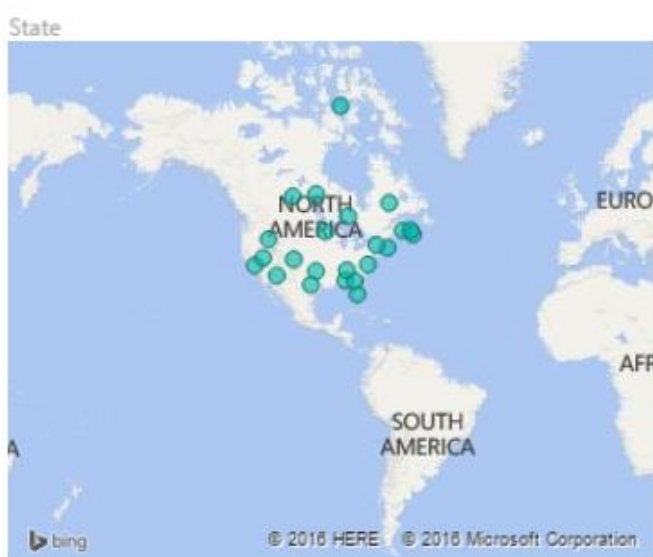 State
NORTH
AMERICA
EURO
AFR
SOUTH
AMERICA
A
bing
© 2016 HERE © 2016 Microsoft Corporation